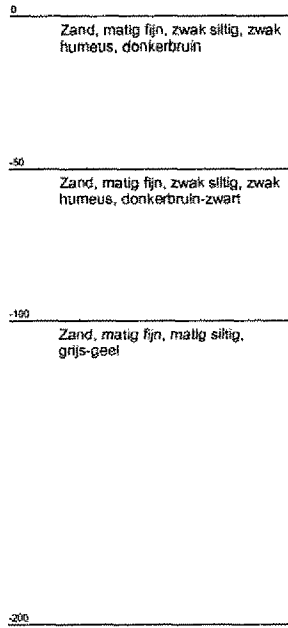 0
Zand, matig fijn, zwak siltig, zwak
humeus, donkerbruin
-50
Zand, matig fijn, zwak siltig, zwak
humeus, donkerbruin-zwart
-100
Zand, matig fijn, matig siltig,
grijs-geel
-200